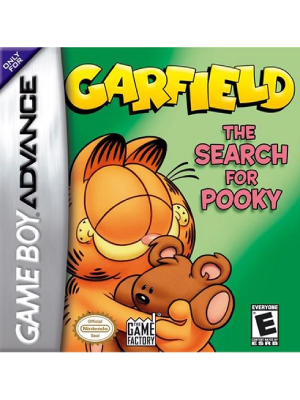 ONLY
FOR
GAME BOY ADVANCE
GARFIELD
THE
SEARCH
FOR
POOKY
Official
Nintendo
Seal
THE
GAME
FACTORY
EVERYONE
E
CONTENT RATED BY
ESRB